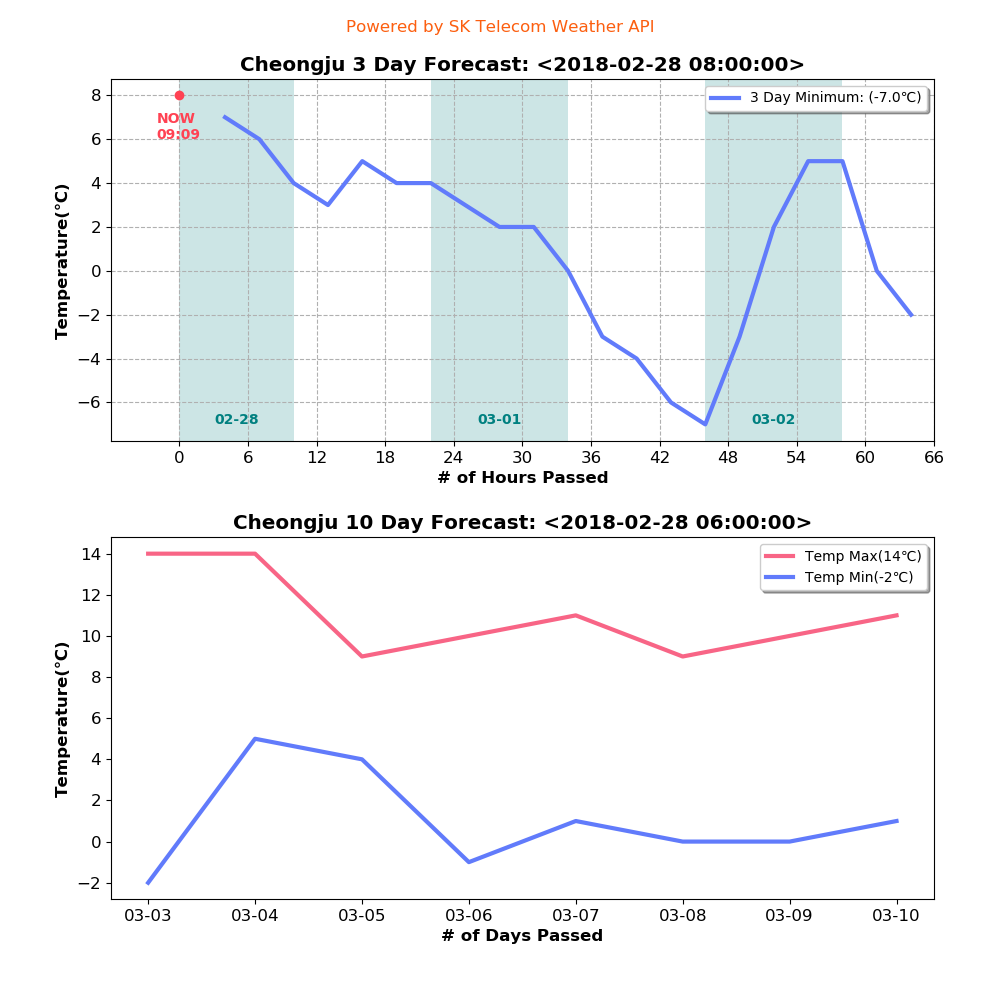 Powered by SK Telecom Weather API
Cheongju 3 Day Forecast: <2018-02-28 08:00:00>
3 Day Minimum: (-7.0℃)
NOW
09:09
Temperature(℃)
8
6
4
2
0
−2
−4
−6
02-28
03-01
03-02
0 6 12 18 24 30 36 42 48 54 60 66
# of Hours Passed
Cheongju 10 Day Forecast: <2018-02-28 06:00:00>
Temp Max(14℃)
Temp Min(-2℃)
Temperature(℃)
14
12
10
8
6
4
2
0
−2
03-03 03-04 03-05 03-06 03-07 03-08 03-09 03-10
# of Days Passed